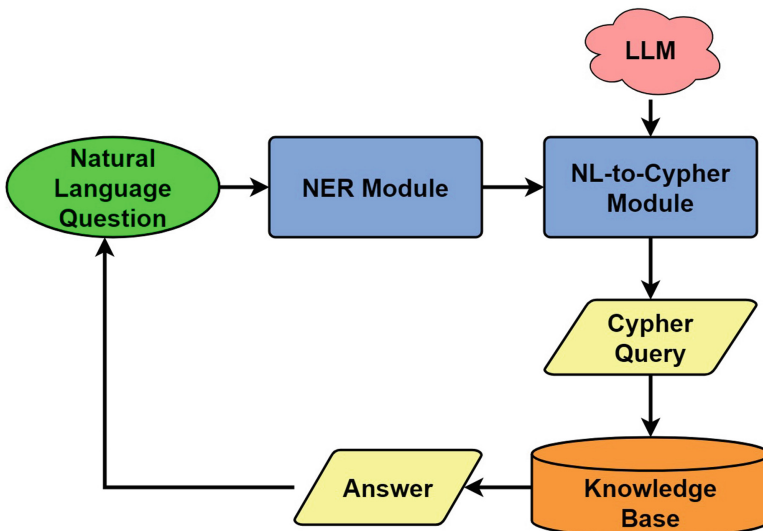 LLM
Natural
Language
Question
NER Module
NL-to-Cypher
Module
Cypher
Query
Answer
Knowledge
Base